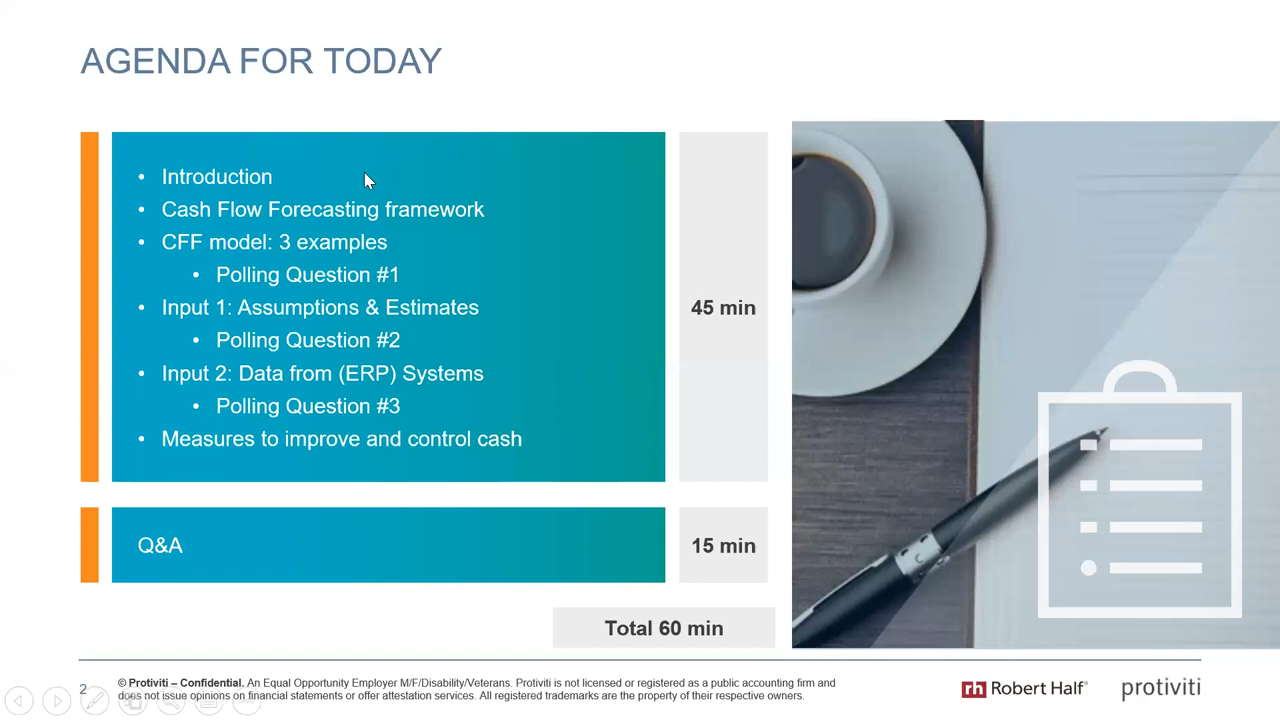 AGENDA FOR TODAY
• Introduction
• Cash Flow Forecasting framework
• CFF model: 3 examples
• Polling Question #1
• Input 1: Assumptions & Estimates
• Polling Question #2
• Input 2: Data from (ERP) Systems
• Polling Question #3
• Measures to improve and control cash
45 min
Q&A
15 min
Total 60 min
2
© Protiviti – Confidential. An Equal Opportunity Employer M/F/Disability/Veterans. Protiviti is not licensed or registered as a public accounting firm and
does not issue opinions on financial statements or offer attestation services. All registered trademarks are the property of their respective owners.
rh Robert Half®
protiviti